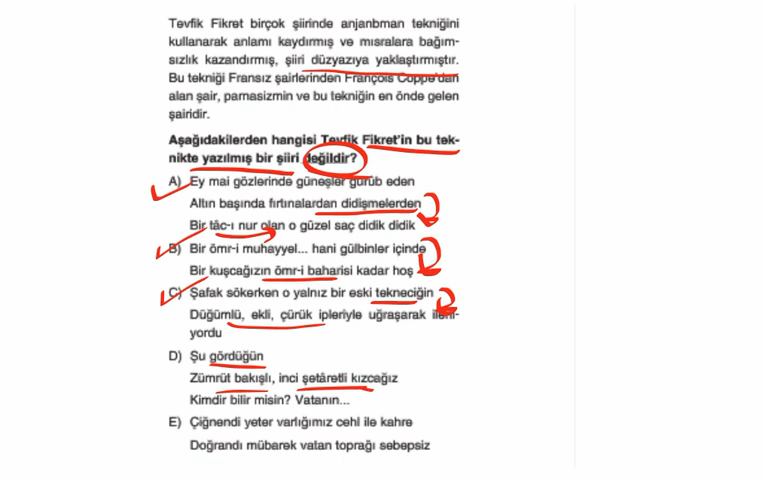 Tevfik Fikret birçok şiirinde anjanbman tekniğini
kullanarak anlamı kaydırmış ve mısralara bağım-
sızlık kazandırmış, şiiri düzyazıya yaklaştırmıştır.
Bu tekniği Fransız şairlerinden François Coppe'dan
alan şair, parnasizmin ve bu tekniğin en önde gelen
şairidir.
Aşağıdakilerden hangisi Tevfik Fikret'in bu tek-
nikte yazılmış bir şiiri değildir?
A) Ey mai gözlerinde güneşler gurub eden
Altın başında fırtınalardan didişmelerden
Bir tâc-ı nur olan o güzel saç didik didik
B) Bir ömr-i muhayyel... hani gülbinler içinde
Bir kuşcağızın ömr-i baharisi kadar hoş
C) Şafak sökerken o yalnız bir eski tekneciğin
Düğümlü, ekli, çürük ipleriyle uğraşarak ilerli-
yordu
D) Şu gördüğün
Zümrüt bakışlı, inci şetâretli kızcağız
Kimdir bilir misin? Vatanın...
E) Çiğnendi yeter varlığımız cehl ile kahre
Doğrandı mübarek vatan toprağı sebepsiz